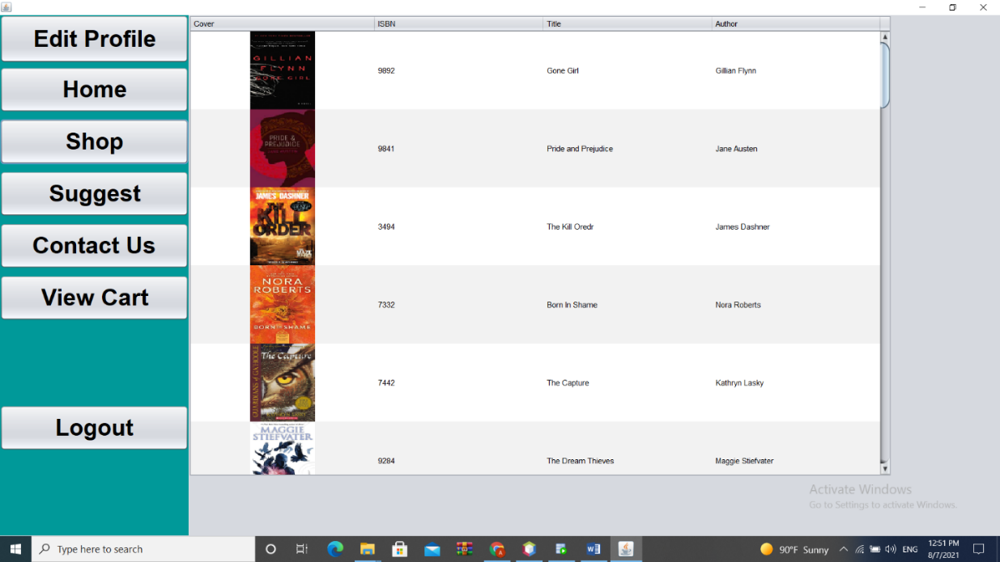 Edit Profile
Home
Shop
Suggest
Contact Us
View Cart
Logout
Cover ISBN Title Author
GILLIAN
FLYNN
GONE GIRL
9892 Gone Girl Gillian Flynn
PRIDE &
PREJUDICE
9841 Pride and Prejudice Jane Austen
JAMES DASHNER
THE
KILL
ORDER
3494 The Kill Oredr James Dashner
NORA
ROBERTS
BORN IN SHAME
7332 Born In Shame Nora Roberts
GUARDIANS of GA'HOOLE
The Capture
7442 The Capture Kathryn Lasky
MAGGIE
STIEFVATER
9284 The Dream Thieves Maggie Stiefvater
Activate Windows
Go to Settings to activate Windows.
Type here to search
90°F Sunny
ENG
12:51 PM
8/7/2021